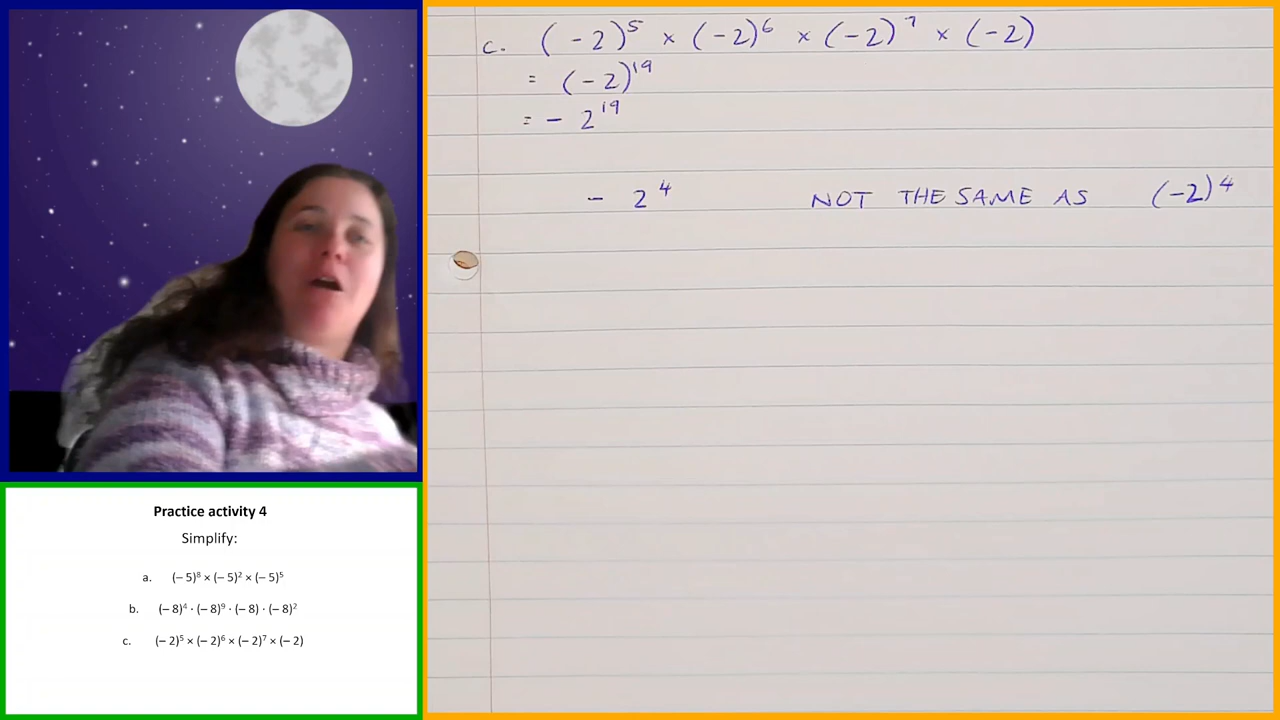 c. (-2)⁵ × (-2)⁶ × (-2)⁷ × (-2)
= (-2)¹⁹
= - 2¹⁹
- 2⁴ NOT THE SAME AS (-2)⁴
Practice activity 4
Simplify:
a. (– 5)⁸ × (– 5)² × (– 5)⁵
b. (– 8)⁴ · (– 8)⁹ · (– 8) · (– 8)²
c. (– 2)⁵ × (– 2)⁶ × (– 2)⁷ × (– 2)